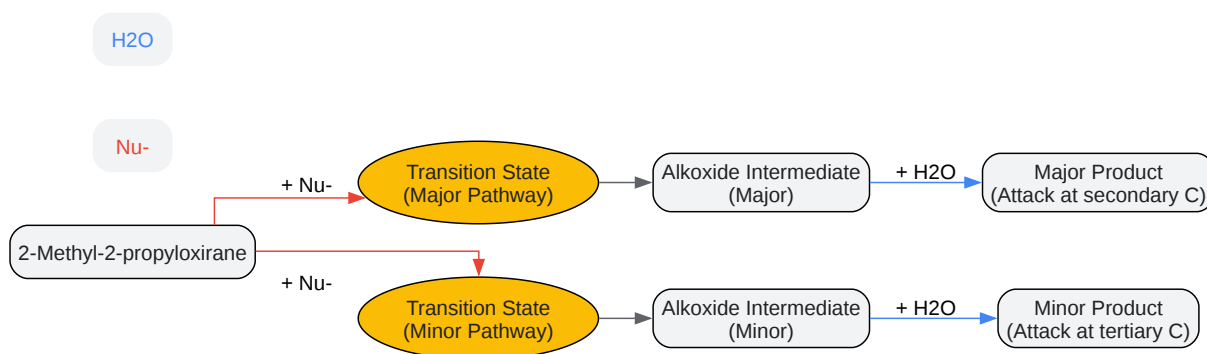 H2O
Nu-
+ Nu-
Transition State
(Major Pathway)
Alkoxide Intermediate
(Major)
+ H2O
Major Product
(Attack at secondary C)
2-Methyl-2-propyloxirane
+ Nu-
Transition State
(Minor Pathway)
Alkoxide Intermediate
(Minor)
+ H2O
Minor Product
(Attack at tertiary C)